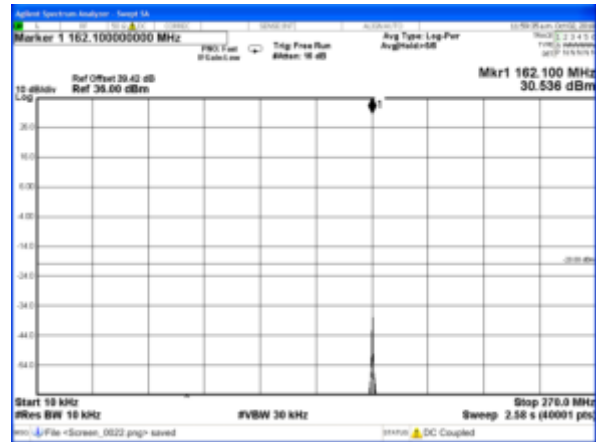 Agilent Spectrum Analyzer - Swept SA
Marker 1 162.100000000 MHz
PNO: Fast
IFGain:Low
Trig: Free Run
#Atten: 16 dB
Avg Type: Log-Pwr
Mkr1 162.100 MHz
30.536 dBm
Ref Offset 39.42 dB
10 dB/div Ref 36.00 dBm
Log
1
26.0
16.0
6.00
-4.00
-14.0
-24.0
-34.0
-44.0
-54.0
Start 10 kHz
Stop 270.0 MHz
#Res BW 10 kHz
#VBW 30 kHz
Sweep 2.58 s (40001 pts)
File <Screen_0022.png> saved
STATUS DC Coupled